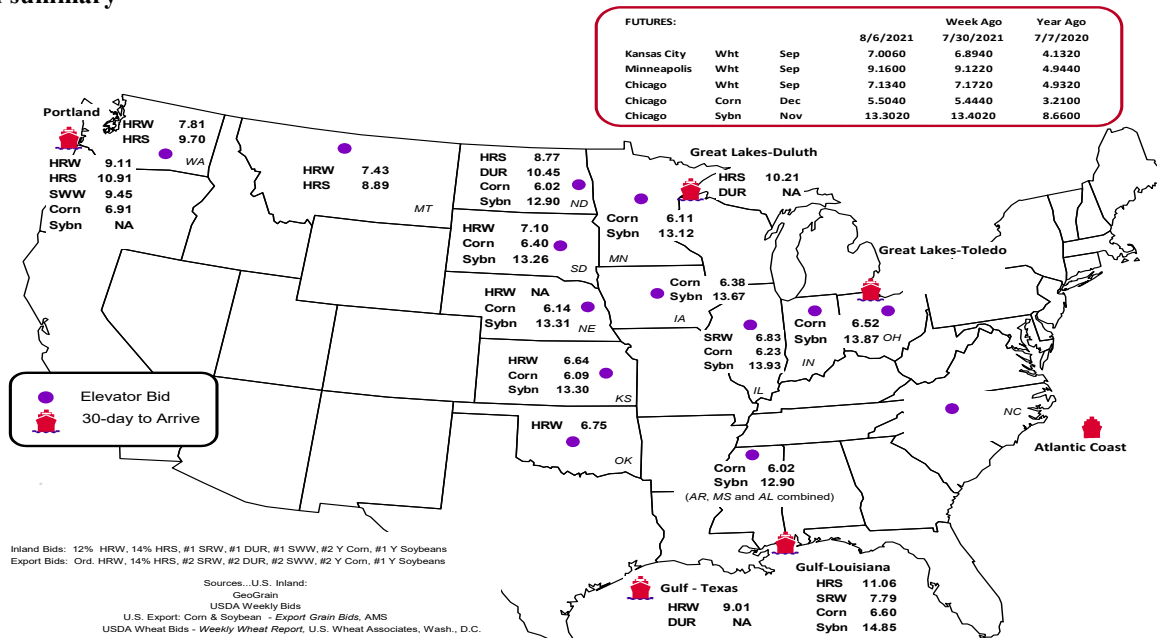 summary
FUTURES: Week Ago Year Ago
8/6/2021 7/30/2021 7/7/2020
Kansas City Wht Sep 7.0060 6.8940 4.1320
Minneapolis Wht Sep 9.1600 9.1220 4.9440
Chicago Wht Sep 7.1340 7.1720 4.9320
Chicago Corn Dec 5.5040 5.4440 3.2100
Chicago Sybn Nov 13.3020 13.4020 8.6600
Portland
HRW 9.11
HRS 10.91
SWW 9.45
Corn 6.91
Sybn NA
HRW 7.81
HRS 9.70
WA
HRW 7.43
HRS 8.89
MT
HRS 8.77
DUR 10.45
Corn 6.02
Sybn 12.90
ND
Great Lakes-Duluth
HRS 10.21
DUR NA
Corn 6.11
Sybn 13.12
MN
HRW 7.10
Corn 6.40
Sybn 13.26
SD
Great Lakes-Toledo
HRW NA
Corn 6.14
Sybn 13.31
NE
Corn 6.38
Sybn 13.67
IA
SRW 6.83
Corn 6.23
Sybn 13.93
IL
Corn 6.52
Sybn 13.87
IN
OH
HRW 6.64
Corn 6.09
Sybn 13.30
KS
Elevator Bid
30-day to Arrive
HRW 6.75
OK
NC
Atlantic Coast
Corn 6.02
Sybn 12.90
(AR, MS and AL combined)
Gulf - Texas
HRW 9.01
DUR NA
Gulf-Louisiana
HRS 11.06
SRW 7.79
Corn 6.60
Sybn 14.85
Inland Bids: 12% HRW, 14% HRS, #1 SRW, #1 DUR, #1 SWW, #2 Y Corn, #1 Y Soybeans
Export Bids: Ord. HRW, 14% HRS, #2 SRW, #2 DUR, #2 SWW, #2 Y Corn, #1 Y Soybeans
Sources...U.S. Inland:
GeoGrain
USDA Weekly Bids
U.S. Export: Corn & Soybean - Export Grain Bids, AMS
USDA Wheat Bids - Weekly Wheat Report, U.S. Wheat Associates, Wash., D.C.